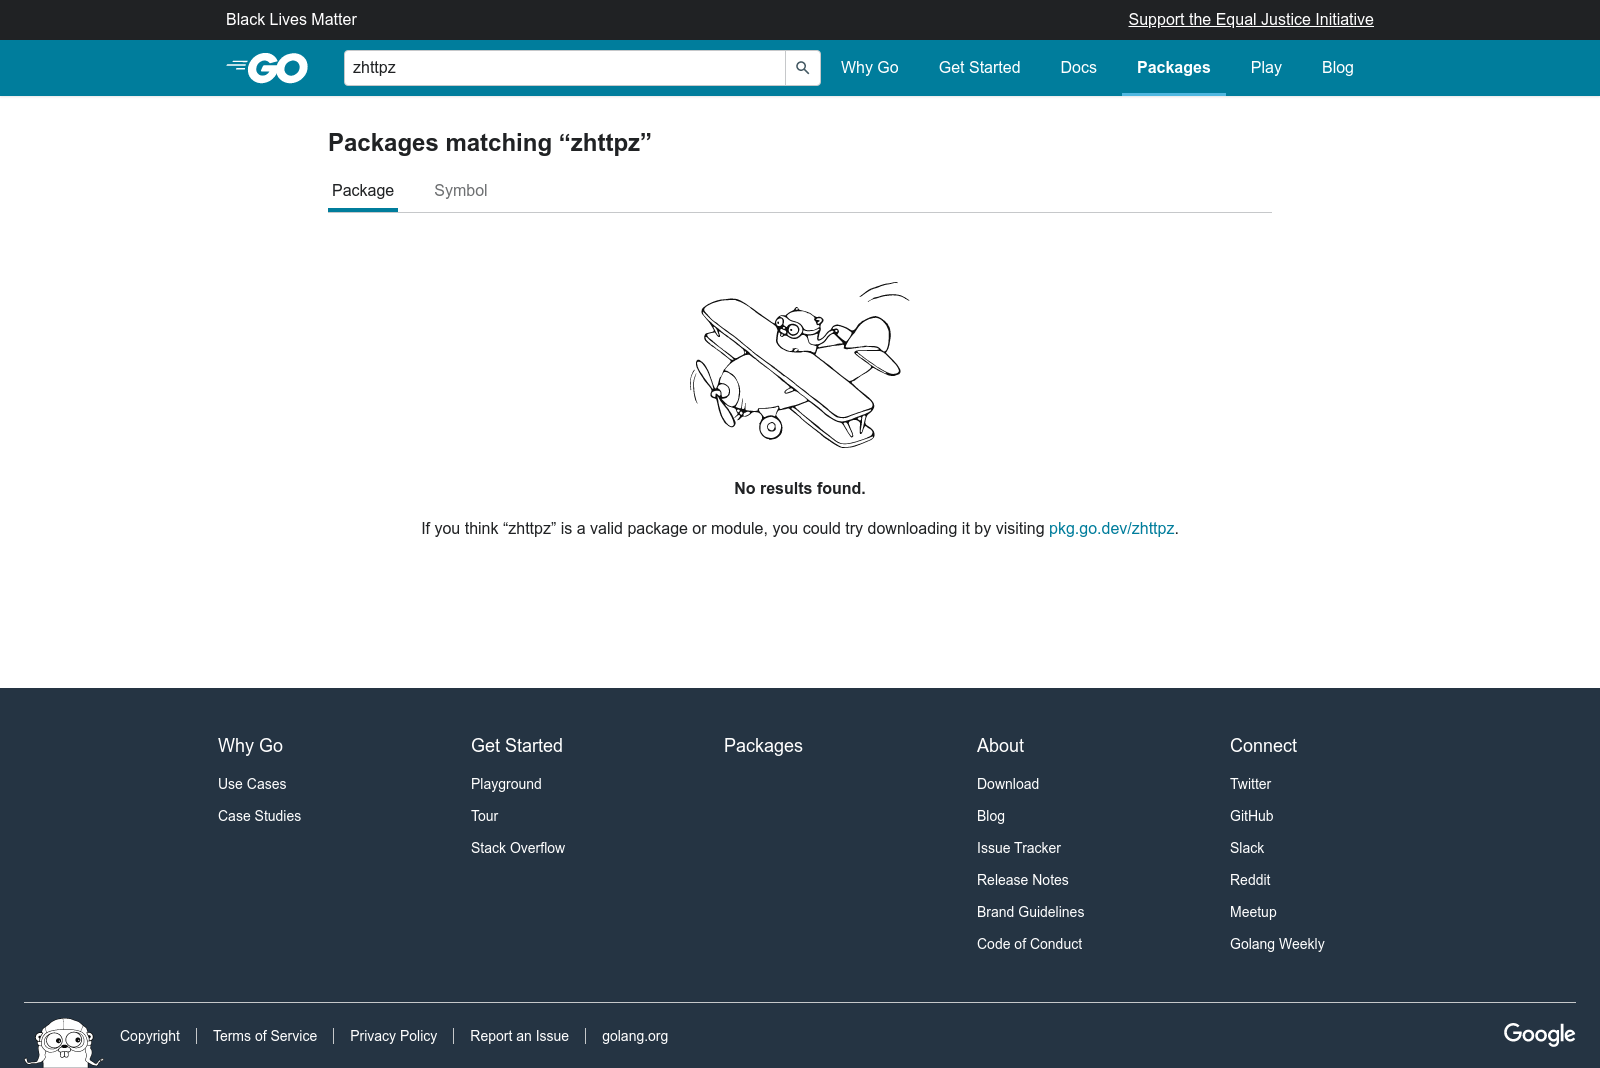 Black Lives Matter
Support the Equal Justice Initiative
GO
zhttpz
Why Go
Get Started
Docs
Packages
Play
Blog
Packages matching “zhttpz”
Package
Symbol
No results found.
If you think “zhttpz” is a valid package or module, you could try downloading it by visiting pkg.go.dev/zhttpz.
Why Go
Use Cases
Case Studies
Get Started
Playground
Tour
Stack Overflow
Packages
About
Download
Blog
Issue Tracker
Release Notes
Brand Guidelines
Code of Conduct
Connect
Twitter
GitHub
Slack
Reddit
Meetup
Golang Weekly
Copyright
Terms of Service
Privacy Policy
Report an Issue
golang.org
Google